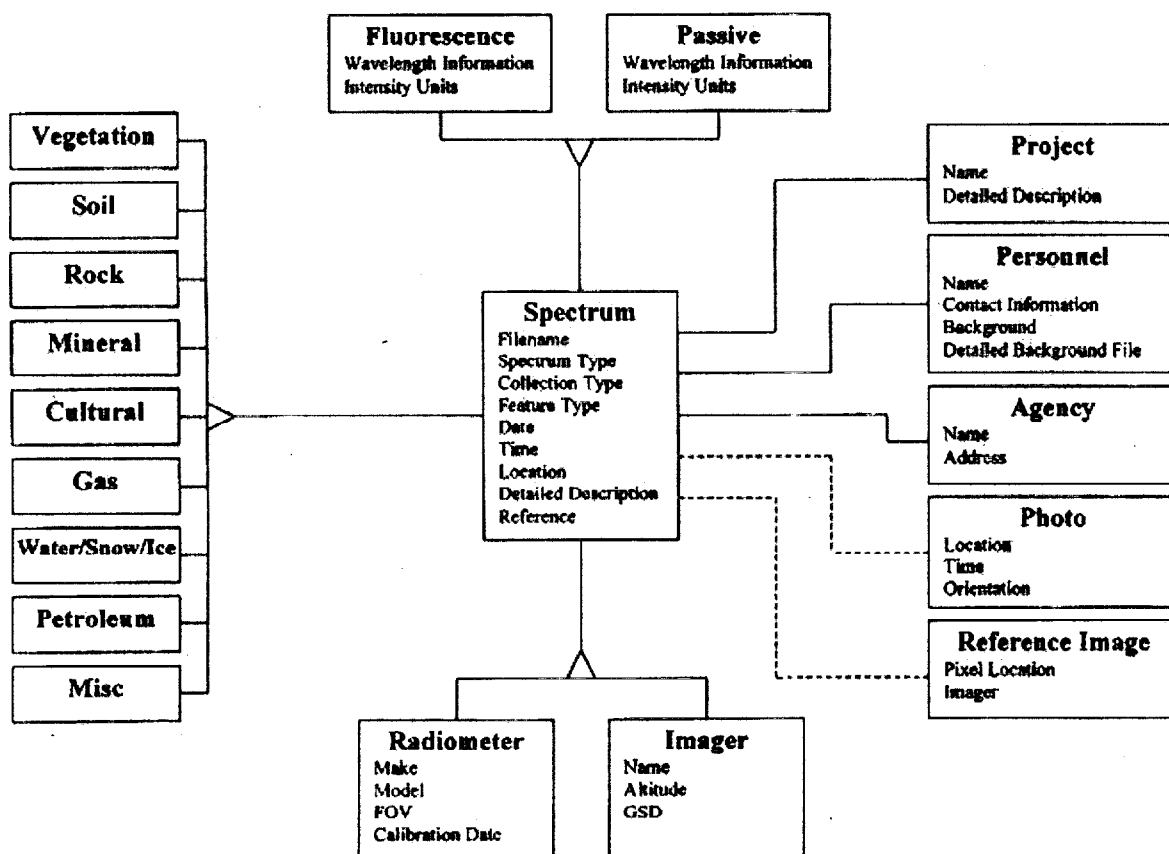 Fluorescence
Wavelength Information
Intensity Units
Passive
Wavelength Information
Intensity Units
Vegetation
Soil
Rock
Mineral
Cultural
Gas
Water/Snow/Ice
Petroleum
Misc
Spectrum
Filename
Spectrum Type
Collection Type
Feature Type
Date
Time
Location
Detailed Description
Reference
Project
Name
Detailed Description
Personnel
Name
Contact Information
Background
Detailed Background File
Agency
Name
Address
Photo
Location
Time
Orientation
Reference Image
Pixel Location
Imager
Radiometer
Make
Model
FOV
Calibration Date
Imager
Name
Altitude
GSD